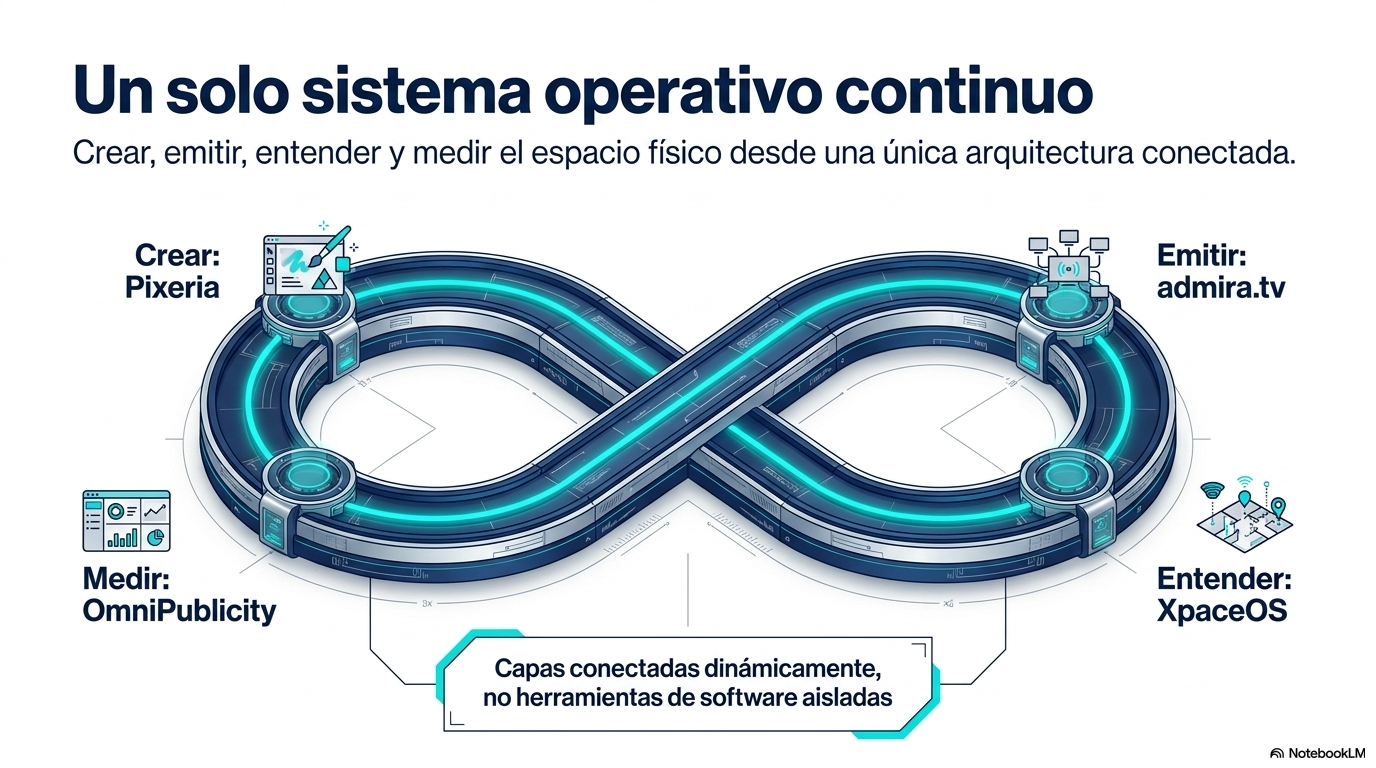 Un solo sistema operativo continuo
Crear, emitir, entender y medir el espacio físico desde una única arquitectura conectada.
Crear:
Pixeria
Emitir:
admira.tv
Medir:
OmniPublicity
Entender:
XpaceOS
Capas conectadas dinámicamente,
no herramientas de software aisladas
NotebookLM